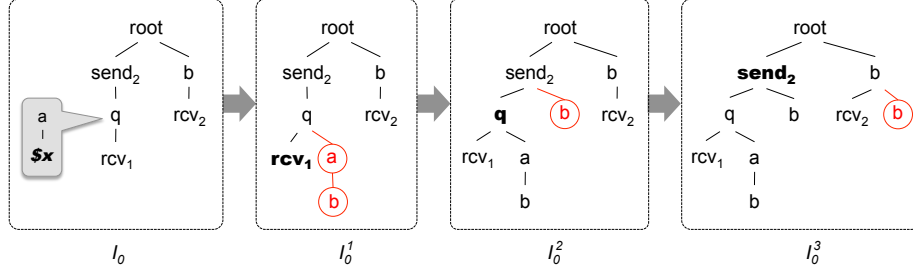 root
send₂ b
q rcv₂
rcv₁
a
$x
I₀
root
send₂ b
q rcv₂
rcv₁ a
b
I₀¹
root
send₂ b
q b rcv₂
rcv₁ a
b
I₀²
root
send₂ b
q b rcv₂ b
rcv₁ a
b
I₀³